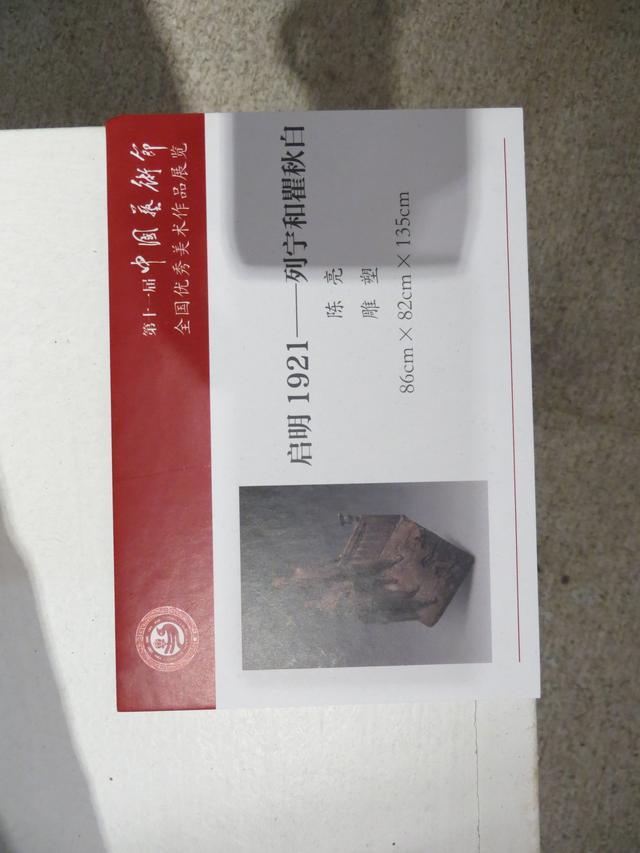 第十一届中国艺术节
全国优秀美术作品展览
启明 1921——列宁和瞿秋白
陈 亮
雕 塑
86cm × 82cm × 135cm